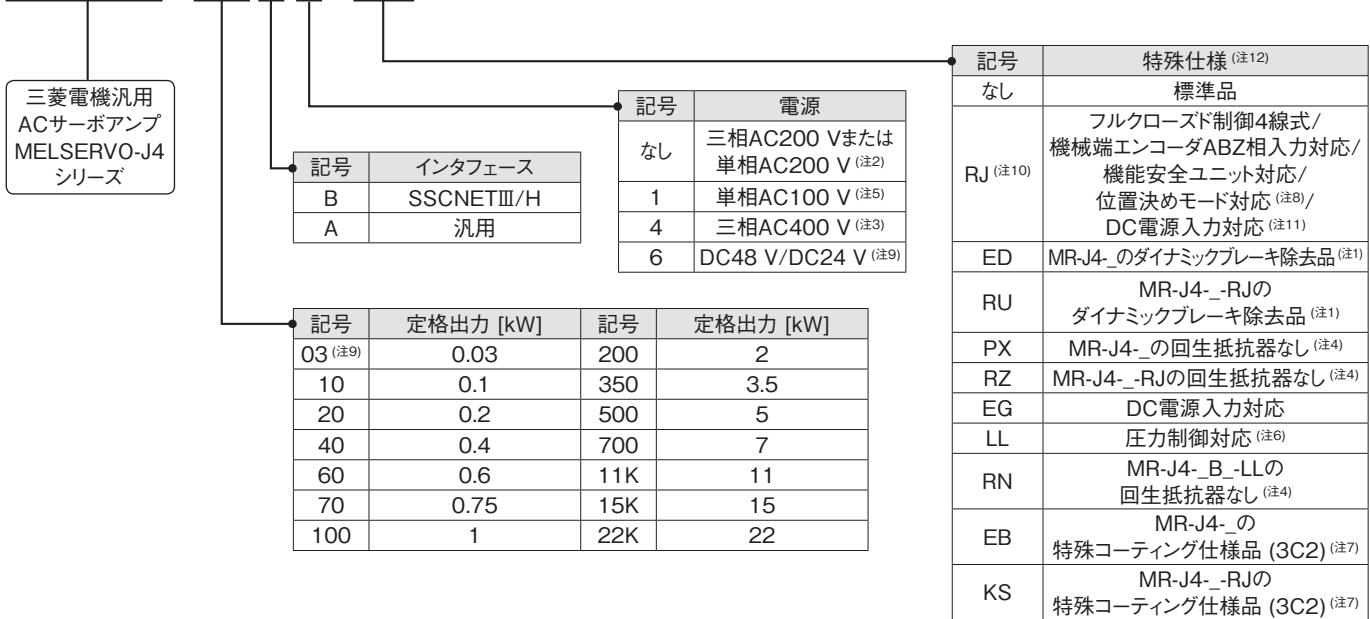 三菱電機汎用
ACサーボアンプ
MELSERVO-J4
シリーズ
記号 インタフェース
B SSCNETⅢ/H
A 汎用
記号 電源
なし 三相AC200 Vまたは
単相AC200 V (注2)
1 単相AC100 V (注5)
4 三相AC400 V (注3)
6 DC48 V/DC24 V (注9)
記号 定格出力 [kW] 記号 定格出力 [kW]
03 (注9) 0.03 200 2
10 0.1 350 3.5
20 0.2 500 5
40 0.4 700 7
60 0.6 11K 11
70 0.75 15K 15
100 1 22K 22
記号 特殊仕様 (注12)
なし 標準品
RJ (注10) フルクローズド制御4線式/
機械端エンコーダABZ相入力対応/
機能安全ユニット対応/
位置決めモード対応 (注8)/
DC電源入力対応 (注11)
ED MR-J4-_のダイナミックブレーキ除去品 (注1)
RU MR-J4-_-RJの
ダイナミックブレーキ除去品 (注1)
PX MR-J4-_の回生抵抗器なし (注4)
RZ MR-J4-_-RJの回生抵抗器なし (注4)
EG DC電源入力対応
LL 圧力制御対応 (注6)
RN MR-J4-_B_-LLの
回生抵抗器なし (注4)
EB MR-J4-_の
特殊コーティング仕様品 (3C2) (注7)
KS MR-J4-_-RJの
特殊コーティング仕様品 (3C2) (注7)